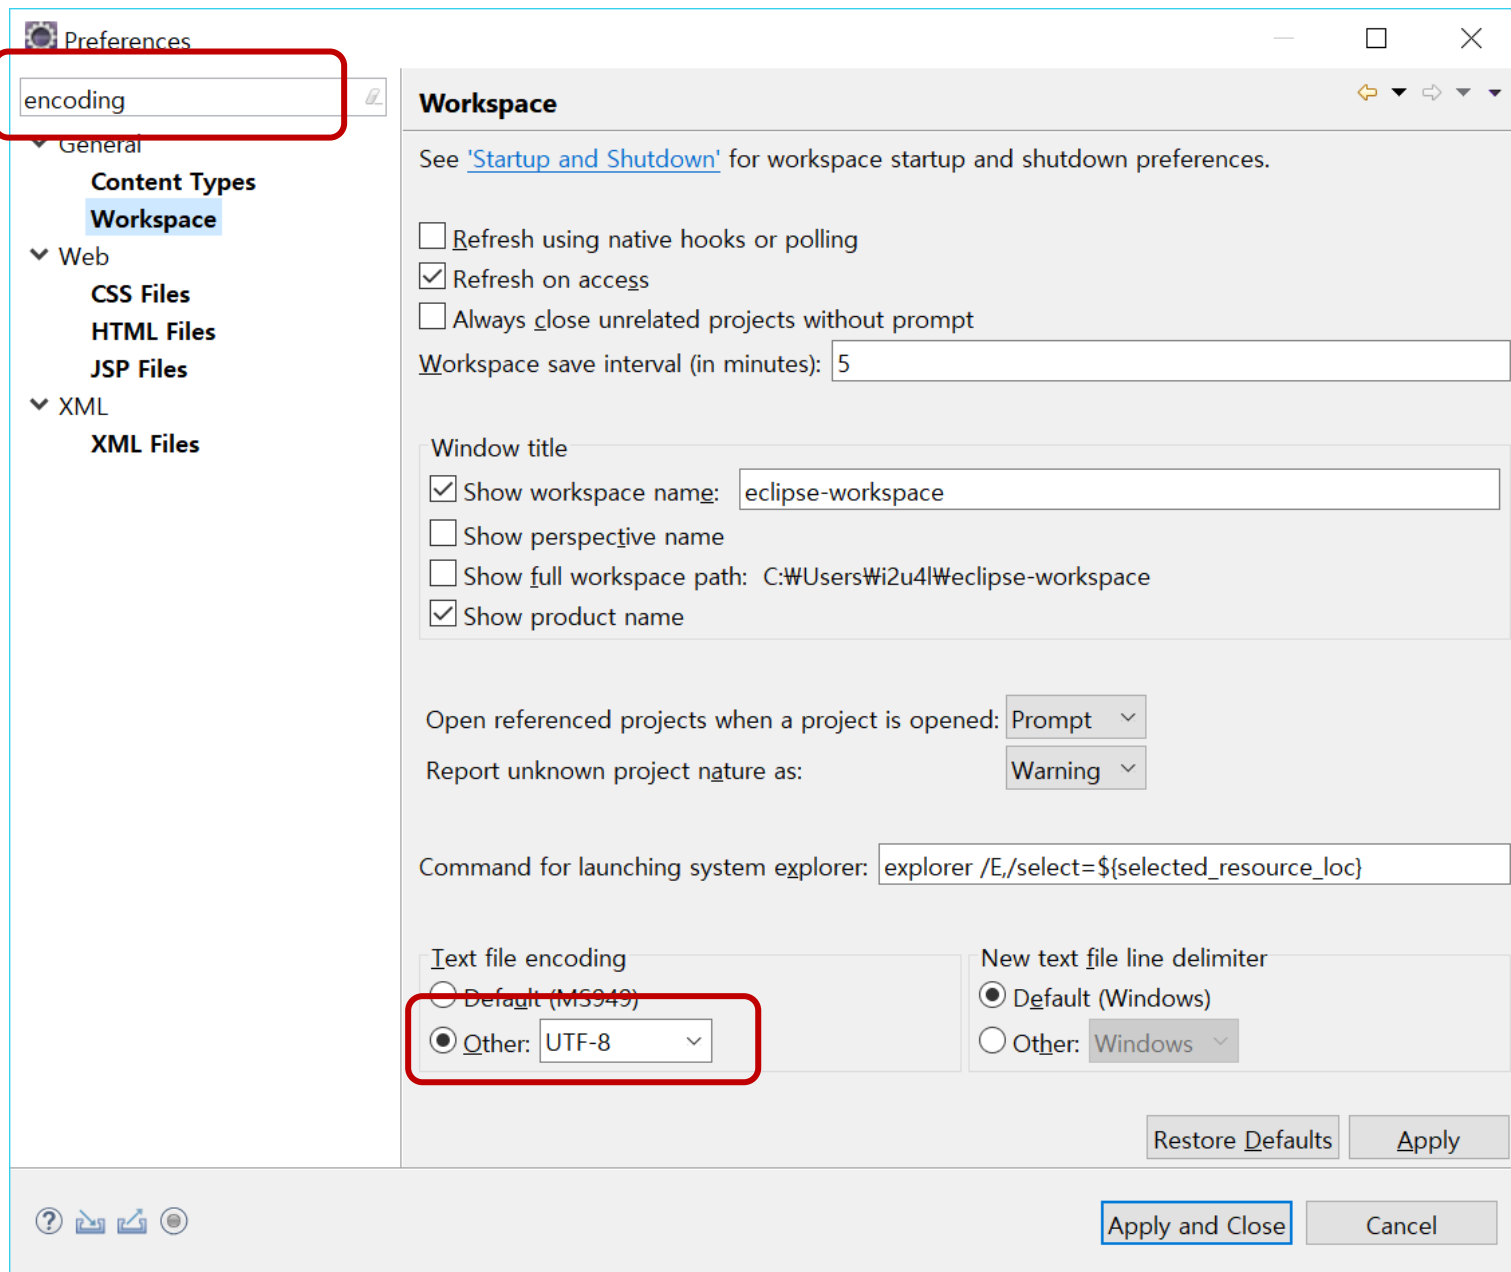 Preferences
encoding
General
Content Types
Workspace
Web
CSS Files
HTML Files
JSP Files
XML
XML Files
Workspace
See 'Startup and Shutdown' for workspace startup and shutdown preferences.
Refresh using native hooks or polling
Refresh on access
Always close unrelated projects without prompt
Workspace save interval (in minutes): 5
Window title
Show workspace name: eclipse-workspace
Show perspective name
Show full workspace path: C:₩Users₩i2u4l₩eclipse-workspace
Show product name
Open referenced projects when a project is opened: Prompt
Report unknown project nature as: Warning
Command for launching system explorer: explorer /E,/select=${selected_resource_loc}
Text file encoding
Default (MS949)
Other: UTF-8
New text file line delimiter
Default (Windows)
Other: Windows
Restore Defaults Apply
Apply and Close Cancel